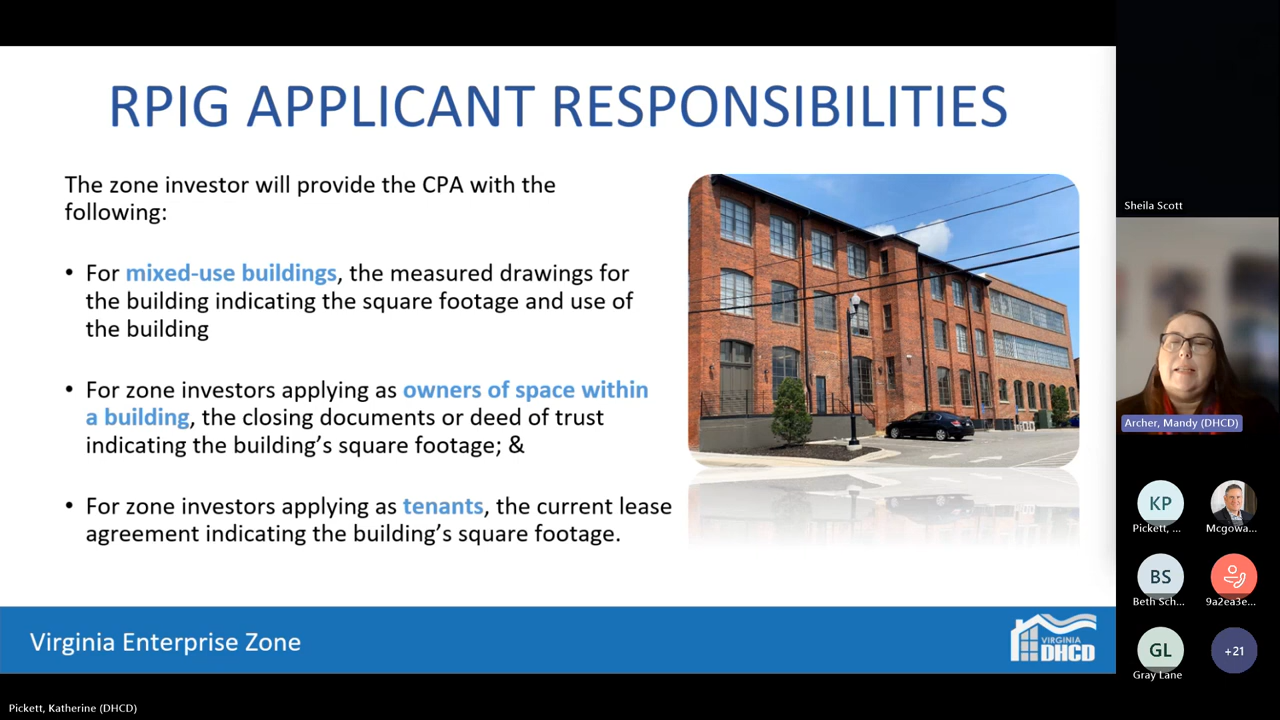 RPIG APPLICANT RESPONSIBILITIES
The zone investor will provide the CPA with the
following:
• For mixed-use buildings, the measured drawings for
the building indicating the square footage and use of
the building
• For zone investors applying as owners of space within
a building, the closing documents or deed of trust
indicating the building's square footage; &
• For zone investors applying as tenants, the current lease
agreement indicating the building's square footage.
Virginia Enterprise Zone
VIRGINIA
DHCD
Sheila Scott
Archer, Mandy (DHCD)
KP
Pickett, ...
Mcgowa...
BS
Beth Sch...
9a2ea3e...
GL
Gray Lane
+21
Pickett, Katherine (DHCD)